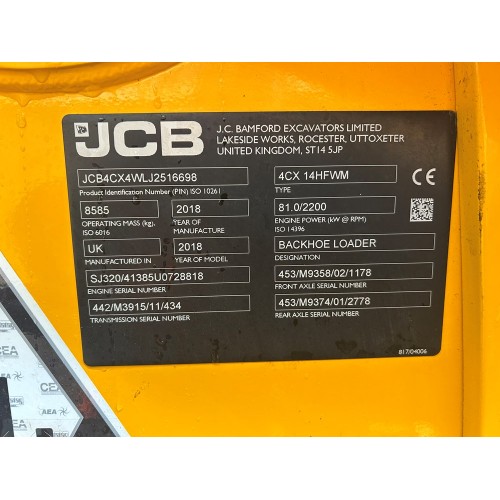 JCB
J.C. BAMFORD EXCAVATORS LIMITED
LAKESIDE WORKS, ROCESTER, UTTOXETER
UNITED KINGDOM, ST14 5JP
JCB4CX4WLJ2516698
Product Identification Number (PIN) ISO 10261
8585 2018
OPERATING MASS (kg), YEAR OF
ISO 6016 MANUFACTURE
UK 2018
MANUFACTURED IN YEAR OF MODEL
SJ320/41385U0728818
ENGINE SERIAL NUMBER
442/M3915/11/434
TRANSMISSION SERIAL NUMBER
4CX 14HFWM
TYPE
81.0/2200
ENGINE POWER (kW @ RPM)
ISO 14396
BACKHOE LOADER
DESIGNATION
453/M9358/02/1178
FRONT AXLE SERIAL NUMBER
453/M9374/01/2778
REAR AXLE SERIAL NUMBER
817/04006
CEA
CEA
AEA